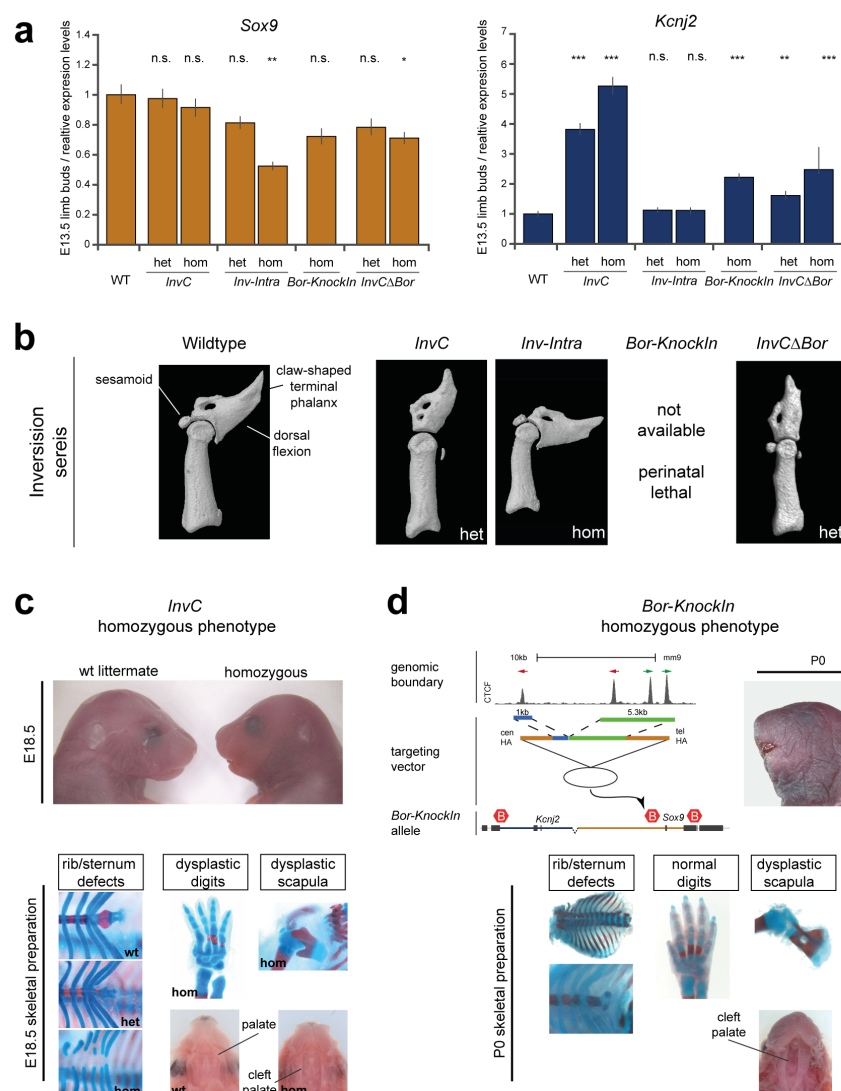 a
Sox9
E13.5 limb buds / realtive expresion levels
1.4
1.2
1
0.8
0.6
0.4
0.2
0
n.s. n.s. n.s. ** n.s. n.s. *
het hom het hom hom het hom
WT InvC Inv-Intra Bor-KnockIn InvCΔBor
Kcnj2
E13.5 limb buds / realtive expresion levels
7
6
5
4
3
2
1
0
*** *** n.s. n.s. *** ** ***
het hom het hom hom het hom
WT InvC Inv-Intra Bor-KnockIn InvCΔBor
b
Inversision
sereis
Wildtype
sesamoid
claw-shaped
terminal
phalanx
dorsal
flexion
InvC
het
Inv-Intra
hom
Bor-KnockIn
not
available
perinatal
lethal
InvCΔBor
het
c
InvC
homozygous phenotype
wt littermate homozygous
E18.5
E18.5 skeletal preparation
rib/sternum
defects
wt
het
hom
dysplastic
digits
hom
dysplastic
scapula
hom
palate
cleft
palate
wt
hom
d
Bor-KnockIn
homozygous phenotype
genomic
boundary
10kb mm9
CTCF
1kb 5.3kb
targeting
vector
cen
HA
tel
HA
Bor-KnockIn
allele
B Kcnj2 B Sox9 B
P0
P0 skeletal preparation
rib/sternum
defects
normal
digits
dysplastic
scapula
cleft
palate